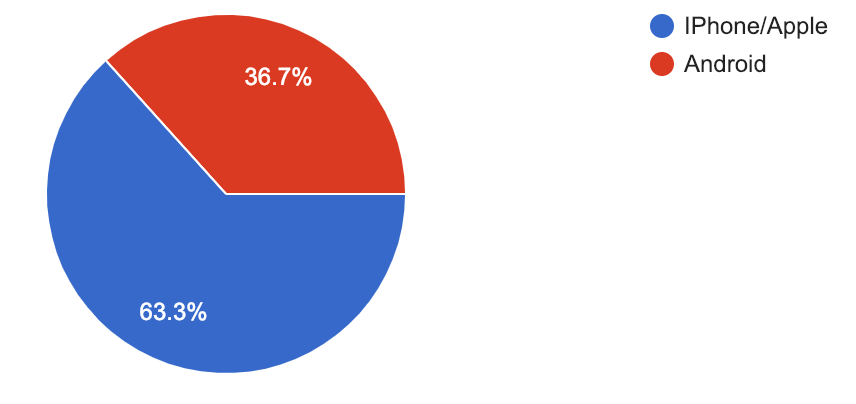 IPhone/Apple
Android
36.7%
63.3%